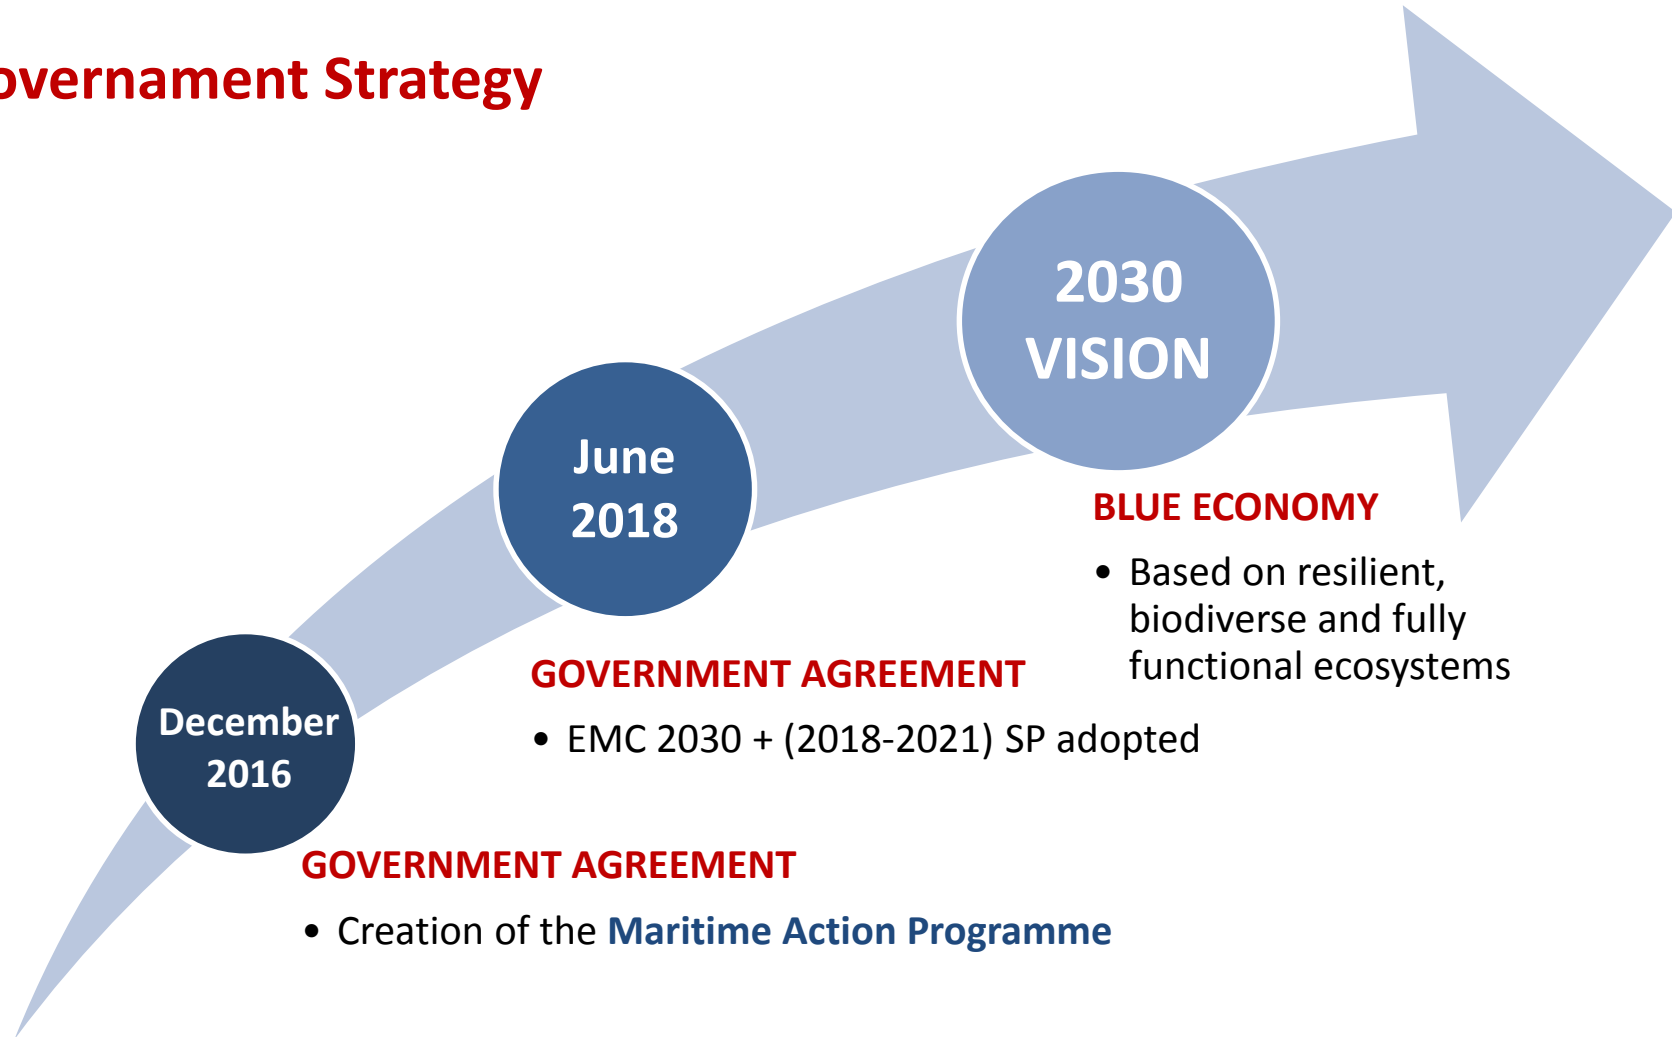 overnament Strategy
2030
VISION
June
2018
BLUE ECONOMY
• Based on resilient,
biodiverse and fully
functional ecosystems
GOVERNMENT AGREEMENT
• EMC 2030 + (2018-2021) SP adopted
December
2016
GOVERNMENT AGREEMENT
• Creation of the Maritime Action Programme